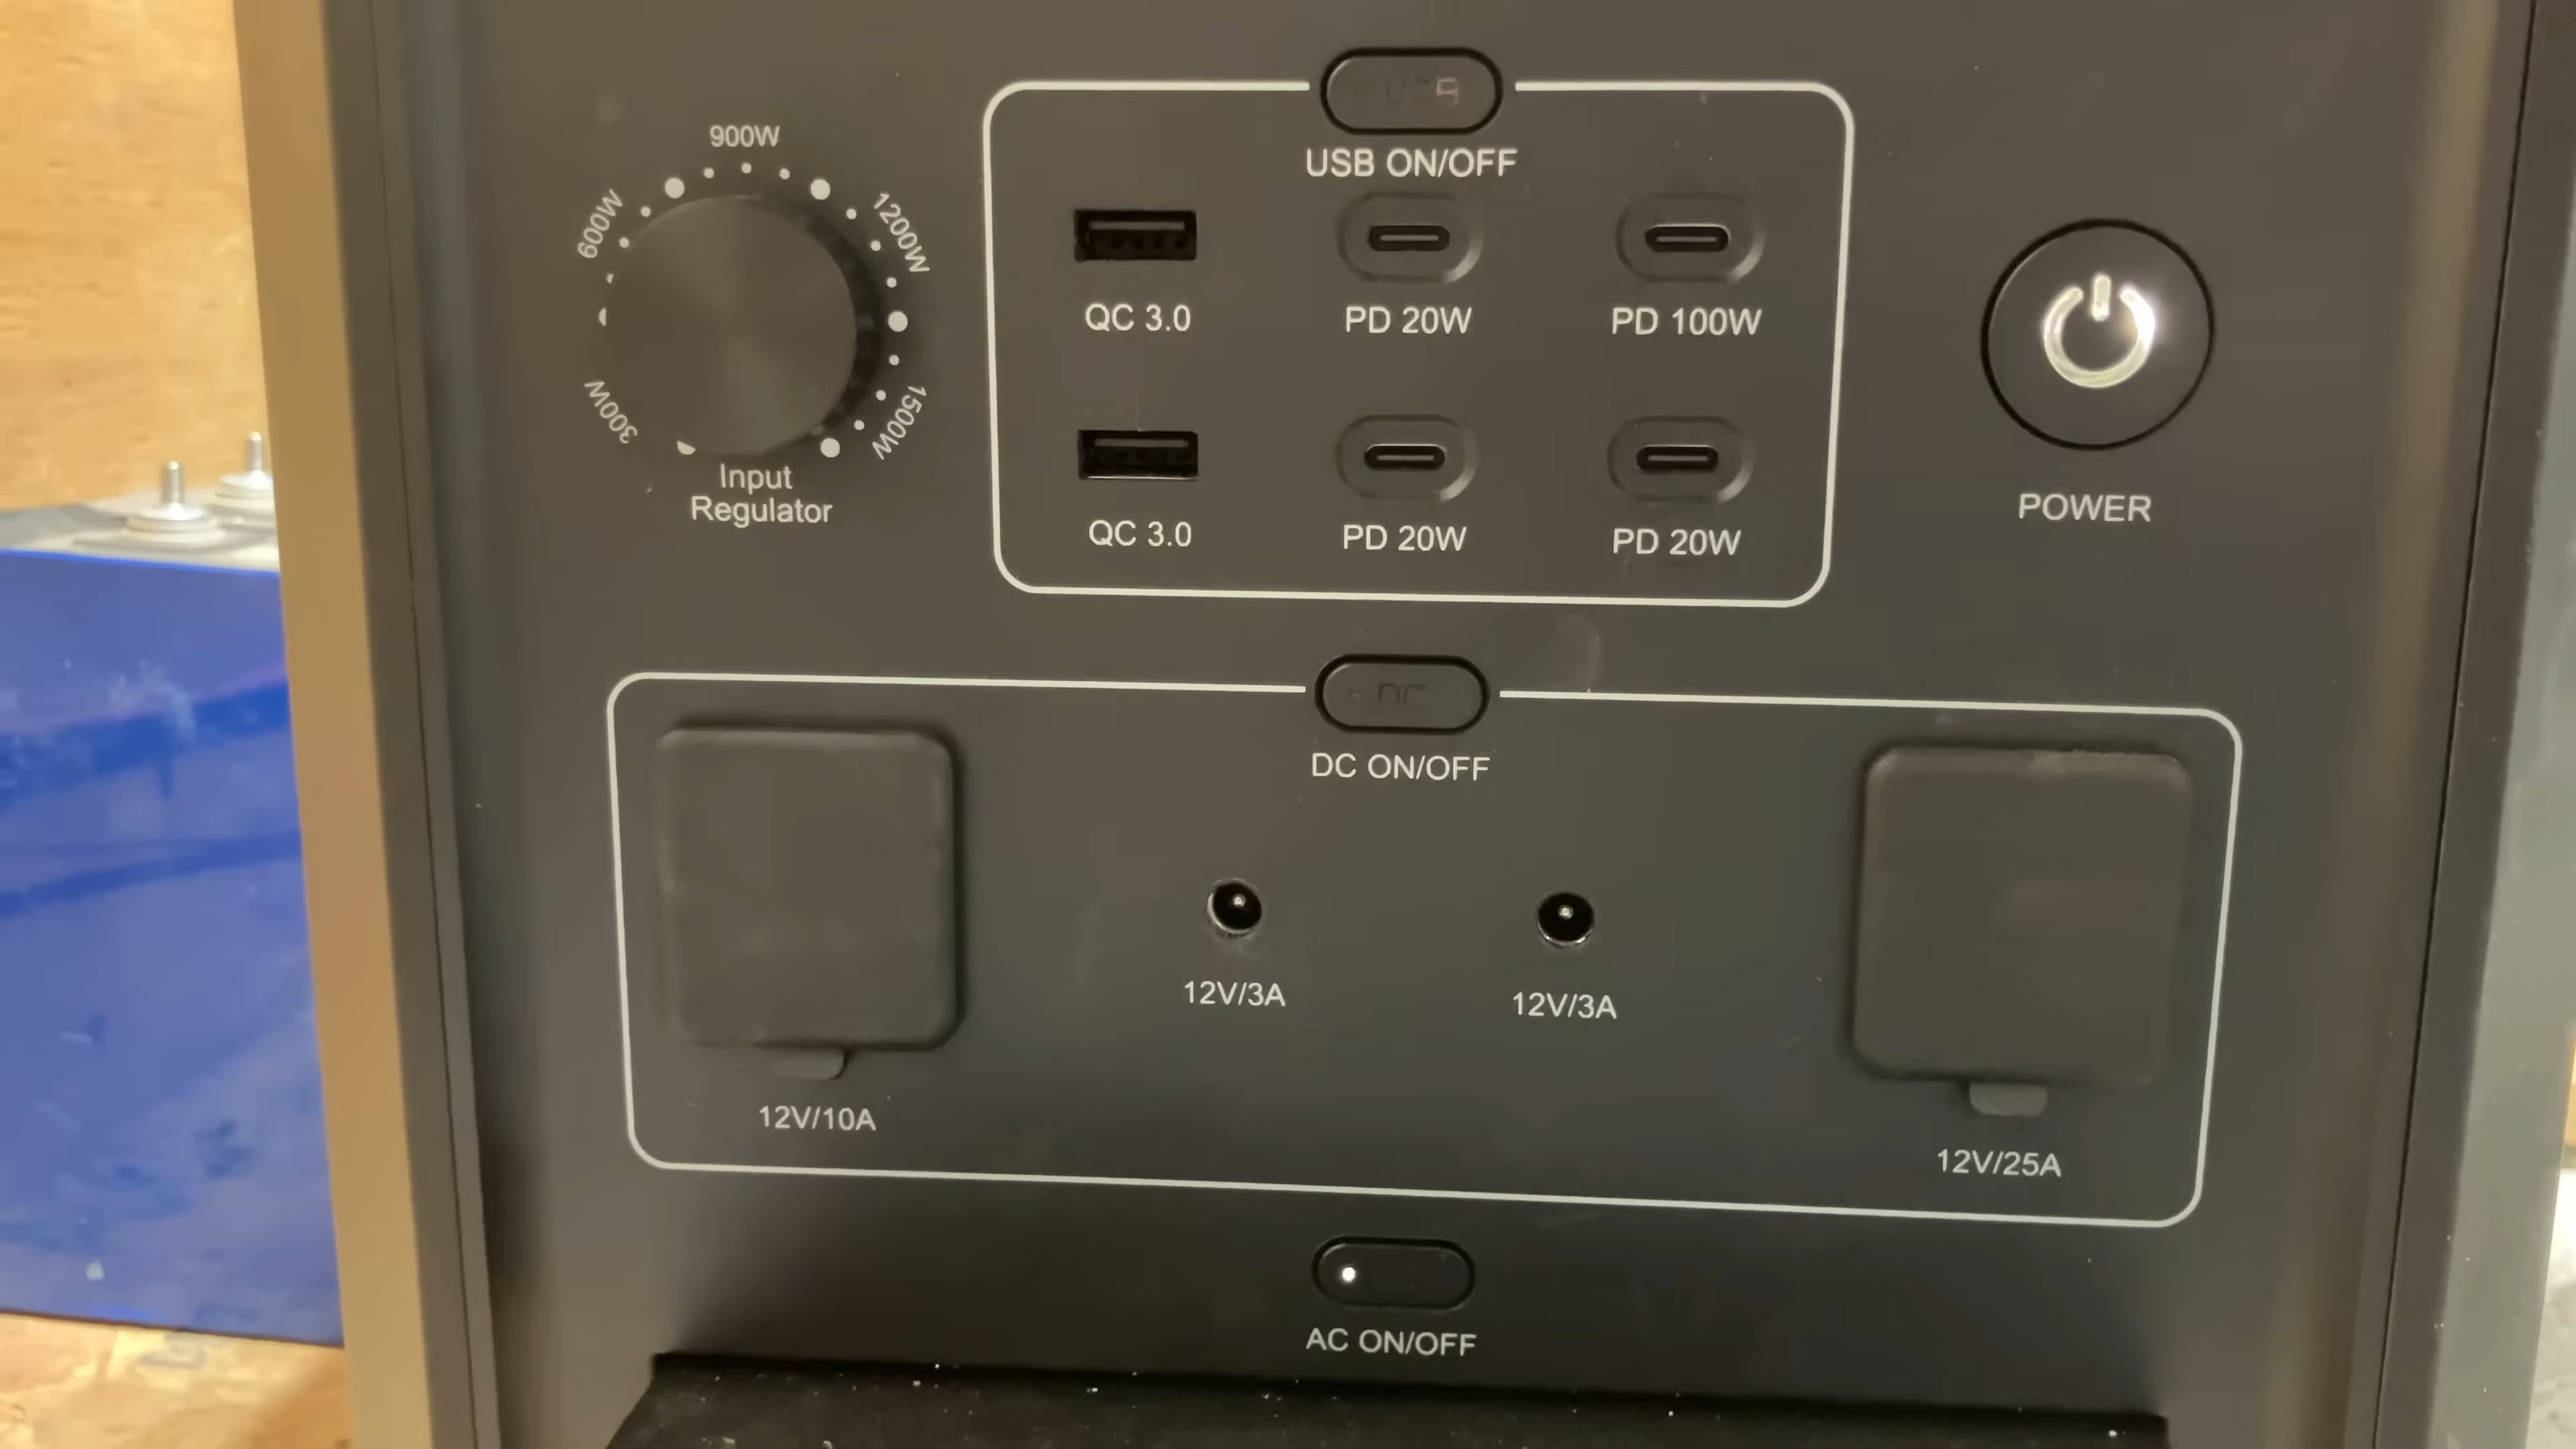 900W
600W
1200W
300W
1500W
Input
Regulator
USB ON/OFF
QC 3.0
PD 20W
PD 100W
QC 3.0
PD 20W
PD 20W
POWER
DC
DC ON/OFF
12V/10A
12V/3A
12V/3A
12V/25A
AC ON/OFF